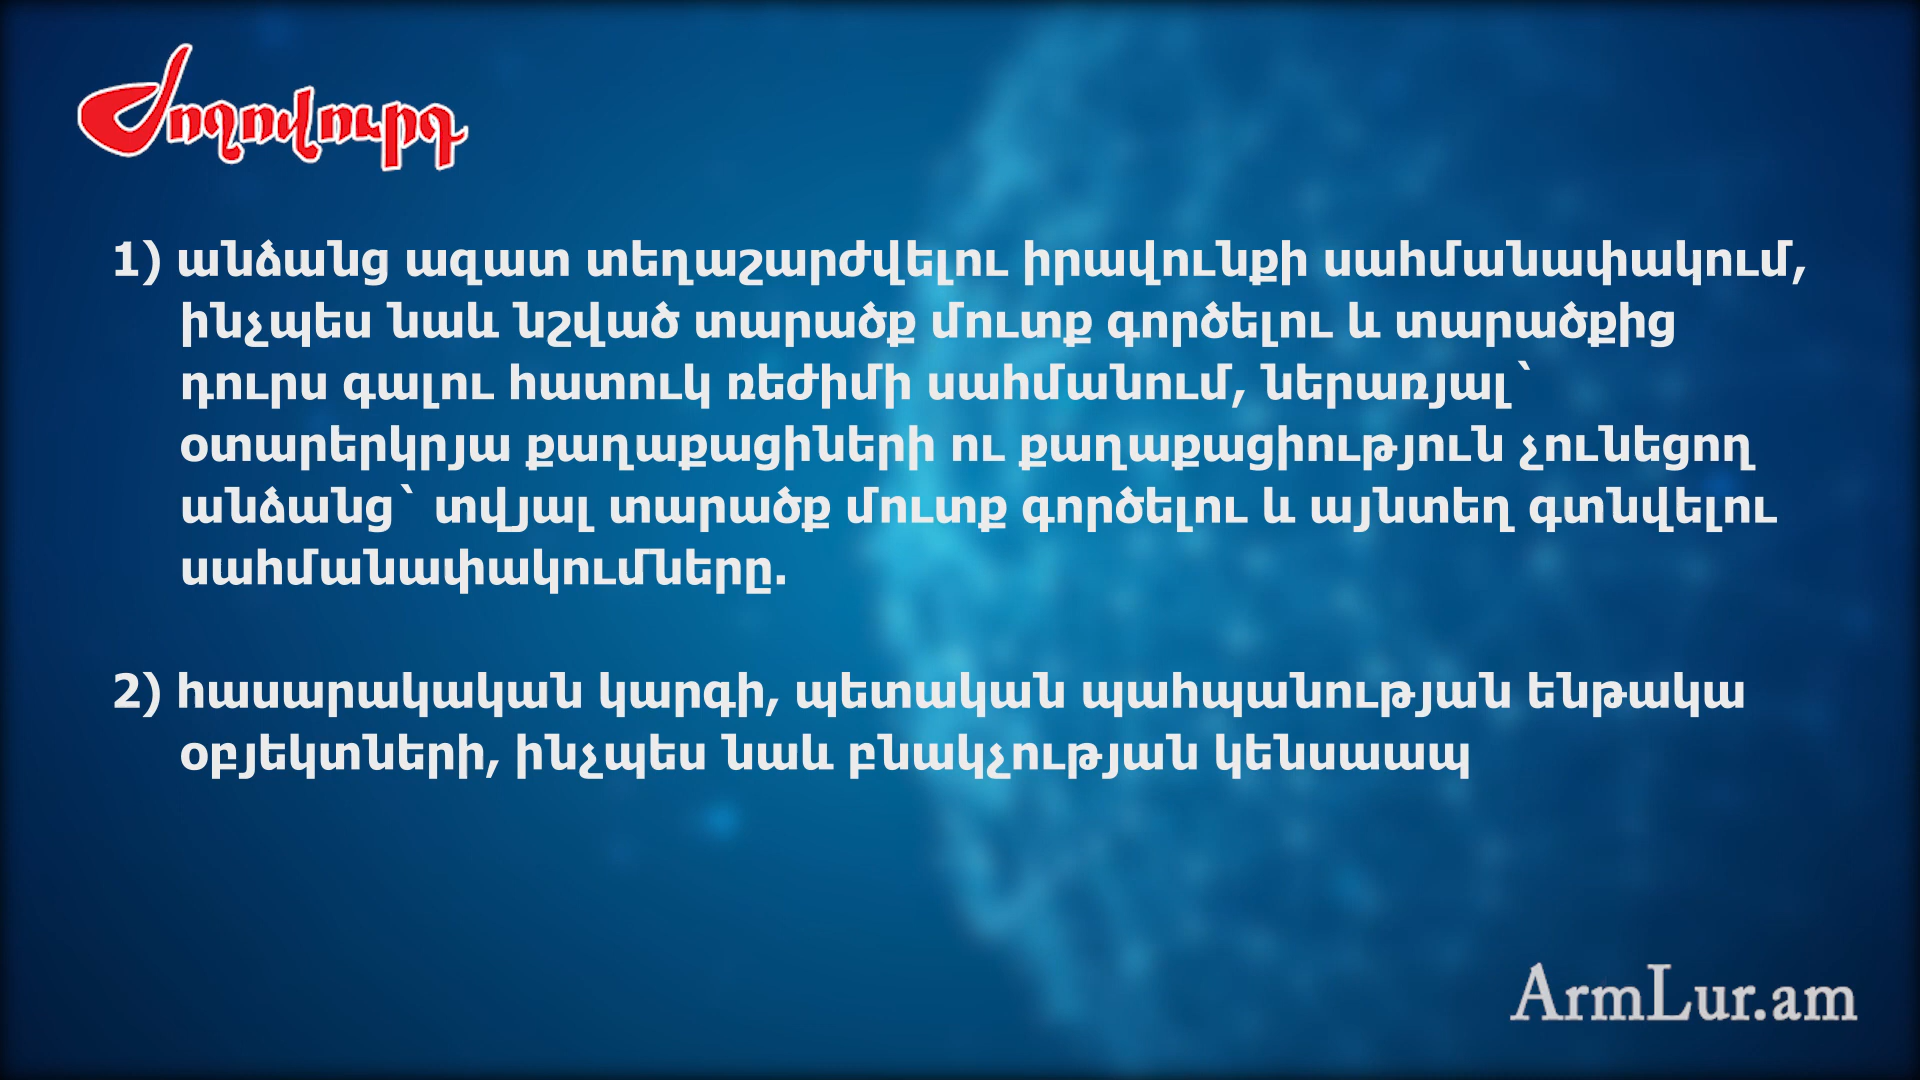 Ժողովուրդ
1) անձանց ազատ տեղաշարժվելու իրավունքի սահմանափակում,
ինչպես նաև նշված տարածք մուտք գործելու և տարածքից
դուրս գալու հատուկ ռեժիմի սահմանում, ներառյալ՝
օտարերկրյա քաղաքացիների ու քաղաքացիություն չունեցող
անձանց՝ տվյալ տարածք մուտք գործելու և այնտեղ գտնվելու
սահմանափակումները.
2) հասարակական կարգի, պետական պահպանության ենթակա
օբյեկտների, ինչպես նաև բնակչության կենսաապ
ArmLur.am